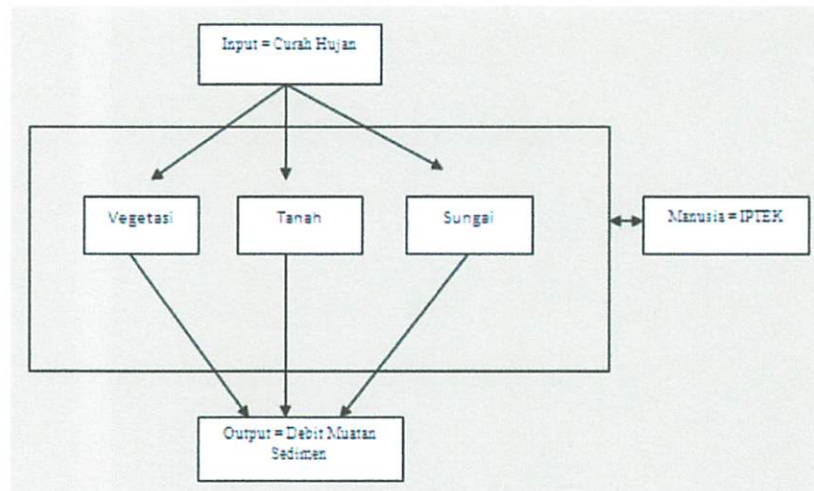 Input = Curah Hujan
Vegetasi
Tanah
Sungai
Manusia = IPTEK
Output = Debit Muatan
Sedimen